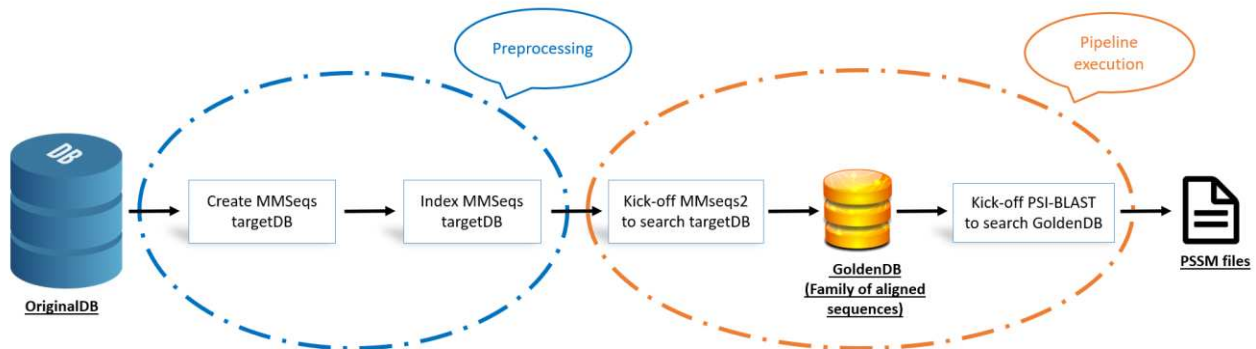 Preprocessing
Pipeline
execution
DB
OriginalDB
Create MMSeqs
targetDB
Index MMSeqs
targetDB
Kick-off MMseqs2
to search targetDB
GoldenDB
(Family of aligned
sequences)
Kick-off PSI-BLAST
to search GoldenDB
PSSM files